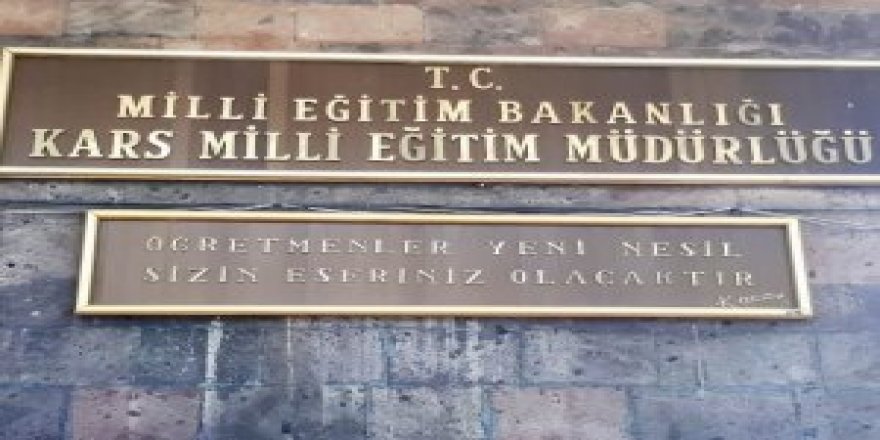 T.C.
MİLLİ EĞİTİM BAKANLIĞI
KARS MİLLİ EĞİTİM MÜDÜRLÜĞÜ
ÖĞRETMENLER YENİ NESİL
SİZİN ESERİNİZ OLACAKTIR